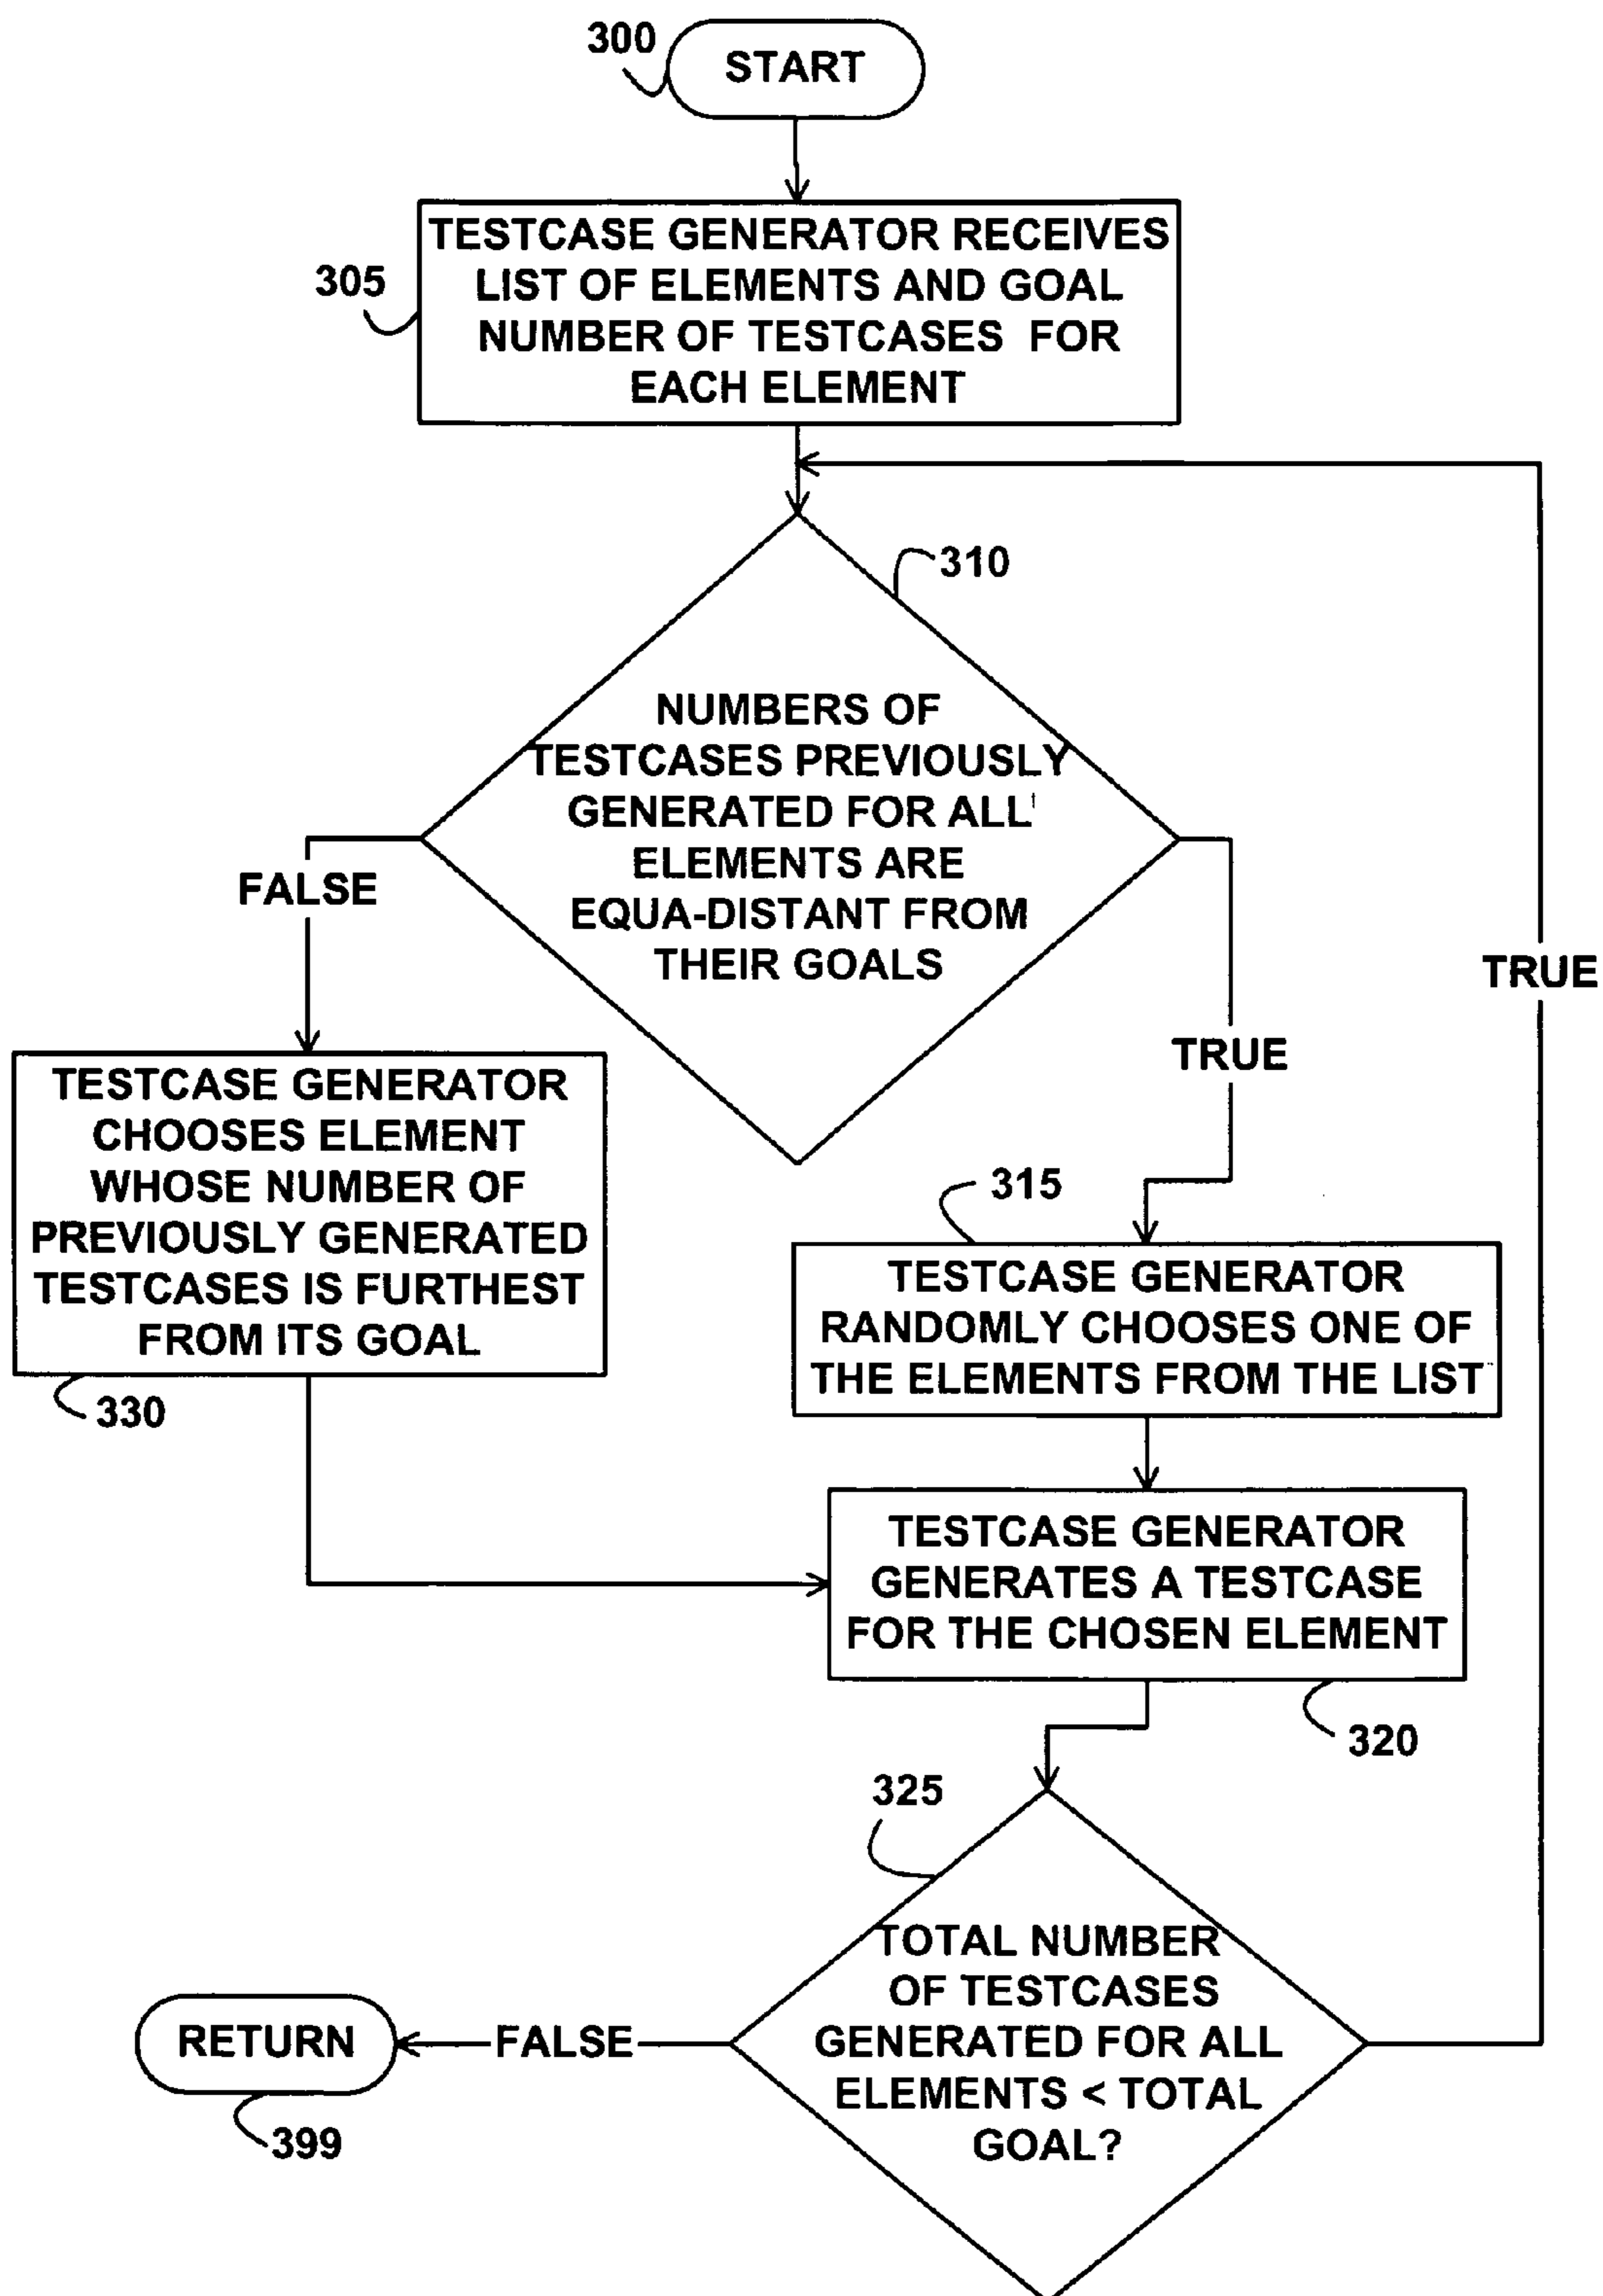 300
START
305
TESTCASE GENERATOR RECEIVES
LIST OF ELEMENTS AND GOAL
NUMBER OF TESTCASES FOR
EACH ELEMENT
310
NUMBERS OF
TESTCASES PREVIOUSLY
GENERATED FOR ALL
ELEMENTS ARE
EQUA-DISTANT FROM
THEIR GOALS
FALSE
TRUE
TRUE
TESTCASE GENERATOR
CHOOSES ELEMENT
WHOSE NUMBER OF
PREVIOUSLY GENERATED
TESTCASES IS FURTHEST
FROM ITS GOAL
330
315
TESTCASE GENERATOR
RANDOMLY CHOOSES ONE OF
THE ELEMENTS FROM THE LIST
TESTCASE GENERATOR
GENERATES A TESTCASE
FOR THE CHOSEN ELEMENT
320
325
TOTAL NUMBER
OF TESTCASES
GENERATED FOR ALL
ELEMENTS < TOTAL
GOAL?
FALSE
RETURN
399